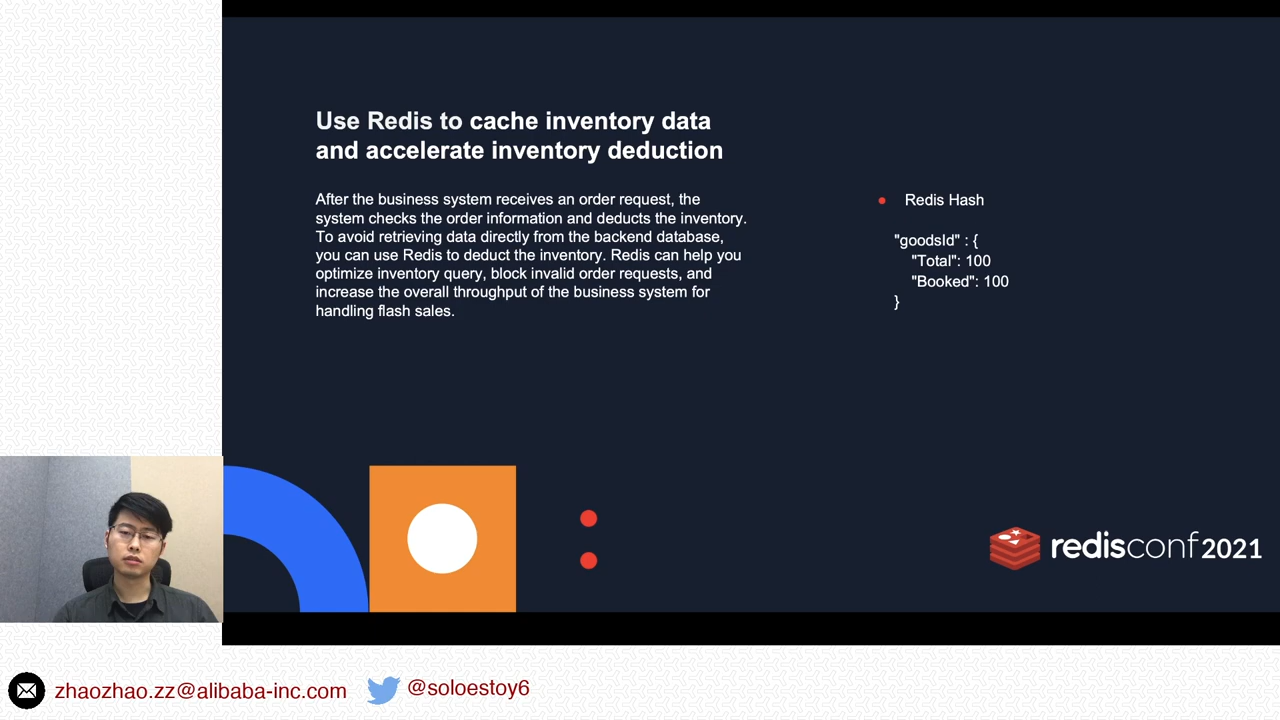 Use Redis to cache inventory data
and accelerate inventory deduction
After the business system receives an order request, the
system checks the order information and deducts the inventory.
To avoid retrieving data directly from the backend database,
you can use Redis to deduct the inventory. Redis can help you
optimize inventory query, block invalid order requests, and
increase the overall throughput of the business system for
handling flash sales.
Redis Hash
"goodsId" : {
"Total": 100
"Booked": 100
}
redisconf 2021
zhaozhao.zz@alibaba-inc.com
@soloestoy6